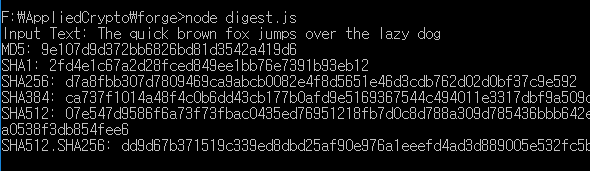 F:₩AppliedCrypto₩forge>node digest.js
Input Text: The quick brown fox jumps over the lazy dog
MD5: 9e107d9d372bb6826bd81d3542a419d6
SHA1: 2fd4e1c67a2d28fced849ee1bb76e7391b93eb12
SHA256: d7a8fbb307d7809469ca9abcb0082e4f8d5651e46d3cdb762d02d0bf37c9e592
SHA384: ca737f1014a48f4c0b6dd43cb177b0afd9e5169367544c494011e3317dbf9a509c
SHA512: 07e547d9586f6a73f73fbac0435ed76951218fb7d0c8d788a309d785436bbb642e
a0538f3db854fee6
SHA512.SHA256: dd9d67b371519c339ed8dbd25af90e976a1eeefd4ad3d889005e532fc5b